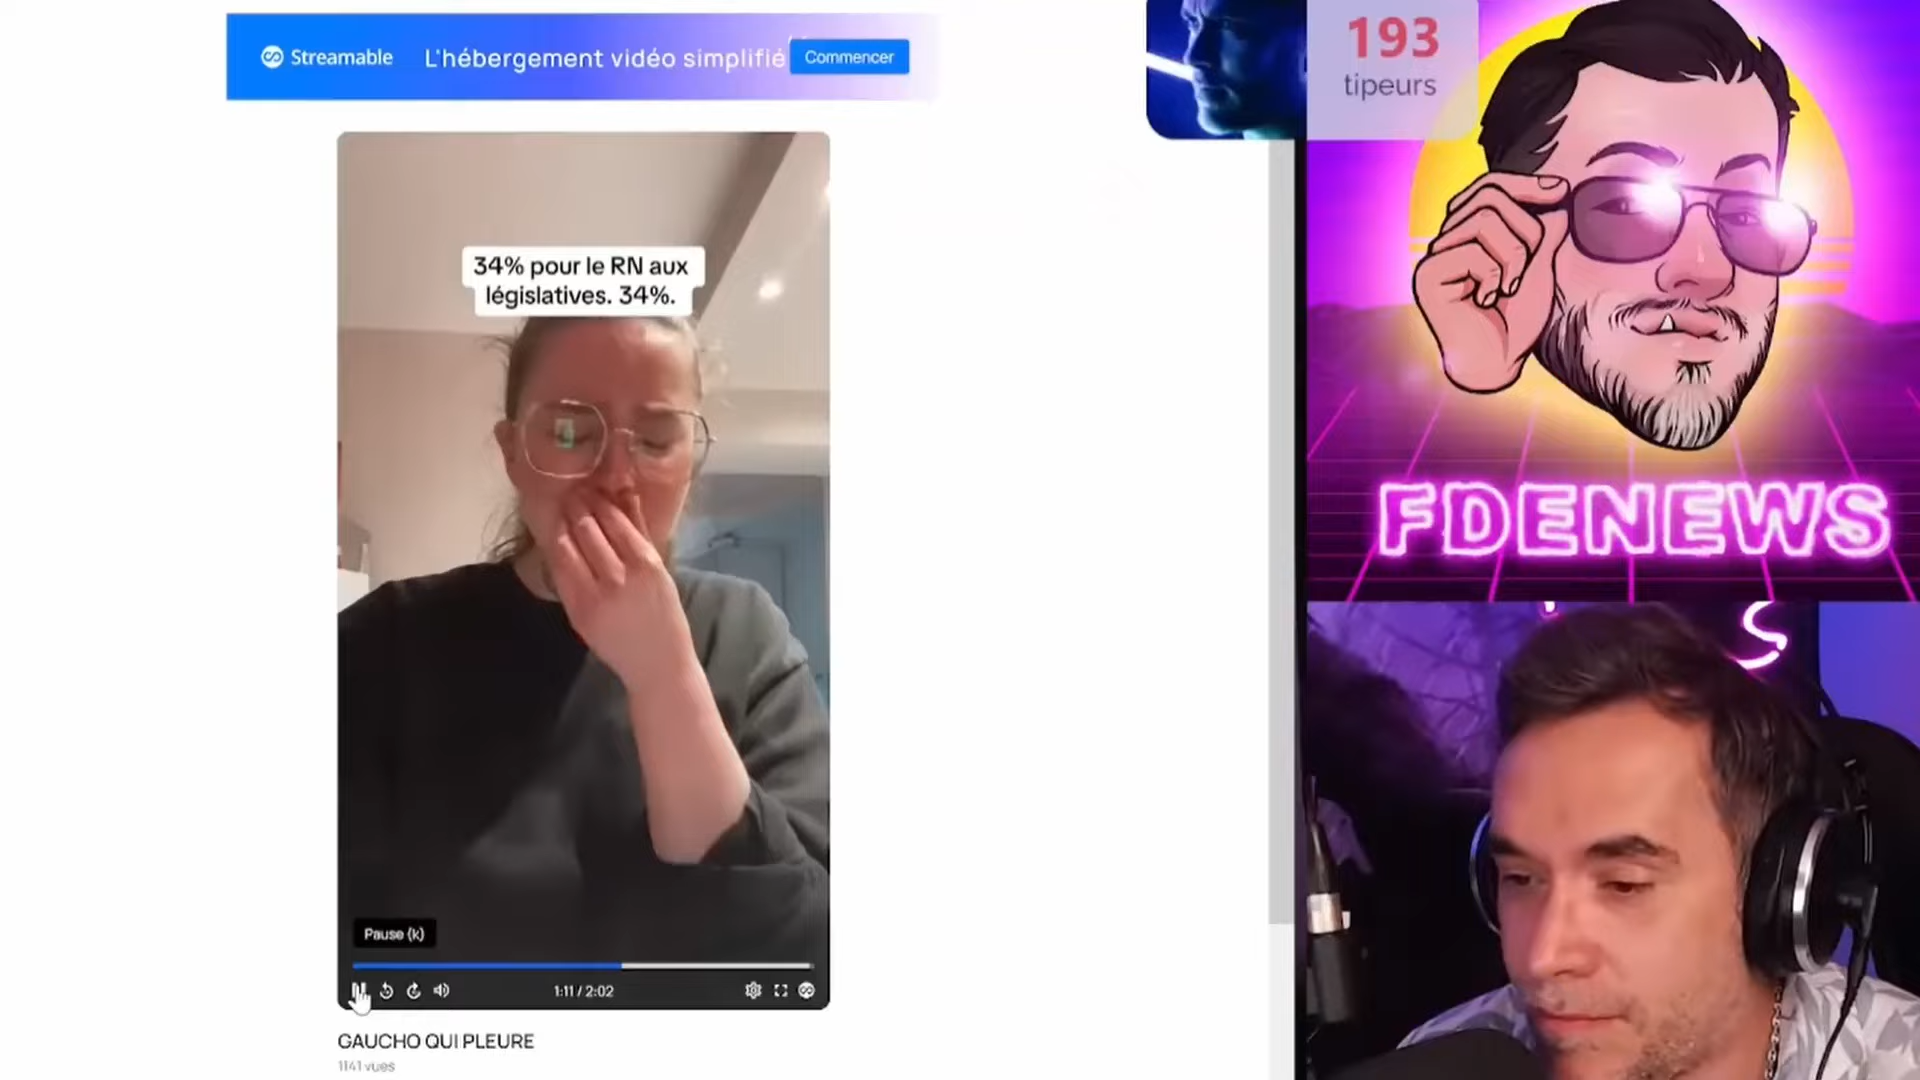 Streamable
L'hébergement vidéo simplifié
Commencer
193
tipeurs
34% pour le RN aux
législatives. 34%.
FDENEWS
Pause (k)
1:11 / 2:02
GAUCHO QUI PLEURE
1141 vues